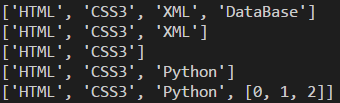 ['HTML', 'CSS3', 'XML', 'DataBase']
['HTML', 'CSS3', 'XML']
['HTML', 'CSS3']
['HTML', 'CSS3', 'Python']
['HTML', 'CSS3', 'Python', [0, 1, 2]]